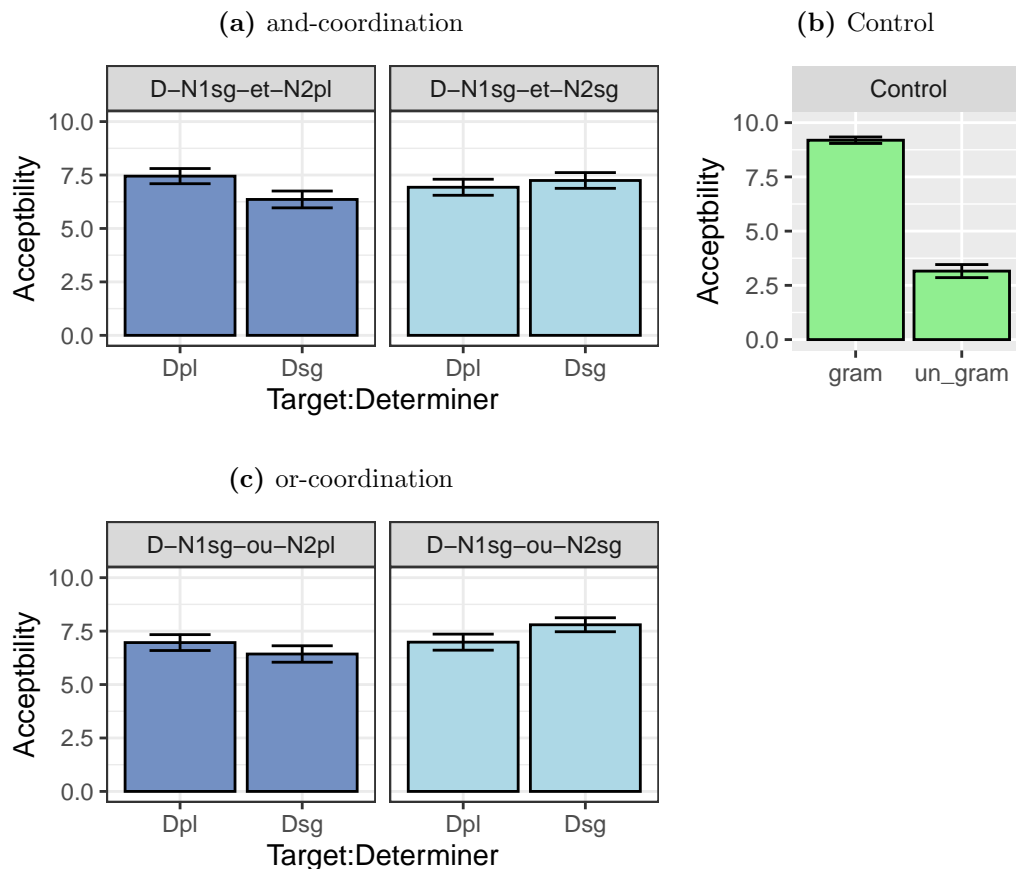 (a) and-coordination
D−N1sg−et−N2pl D−N1sg−et−N2sg
Acceptbility
10.0
7.5
5.0
2.5
0.0
Dpl Dsg Dpl Dsg
Target:Determiner
(b) Control
Control
Acceptbility
10.0
7.5
5.0
2.5
0.0
gram un_gram
(c) or-coordination
D−N1sg−ou−N2pl D−N1sg−ou−N2sg
Acceptbility
10.0
7.5
5.0
2.5
0.0
Dpl Dsg Dpl Dsg
Target:Determiner